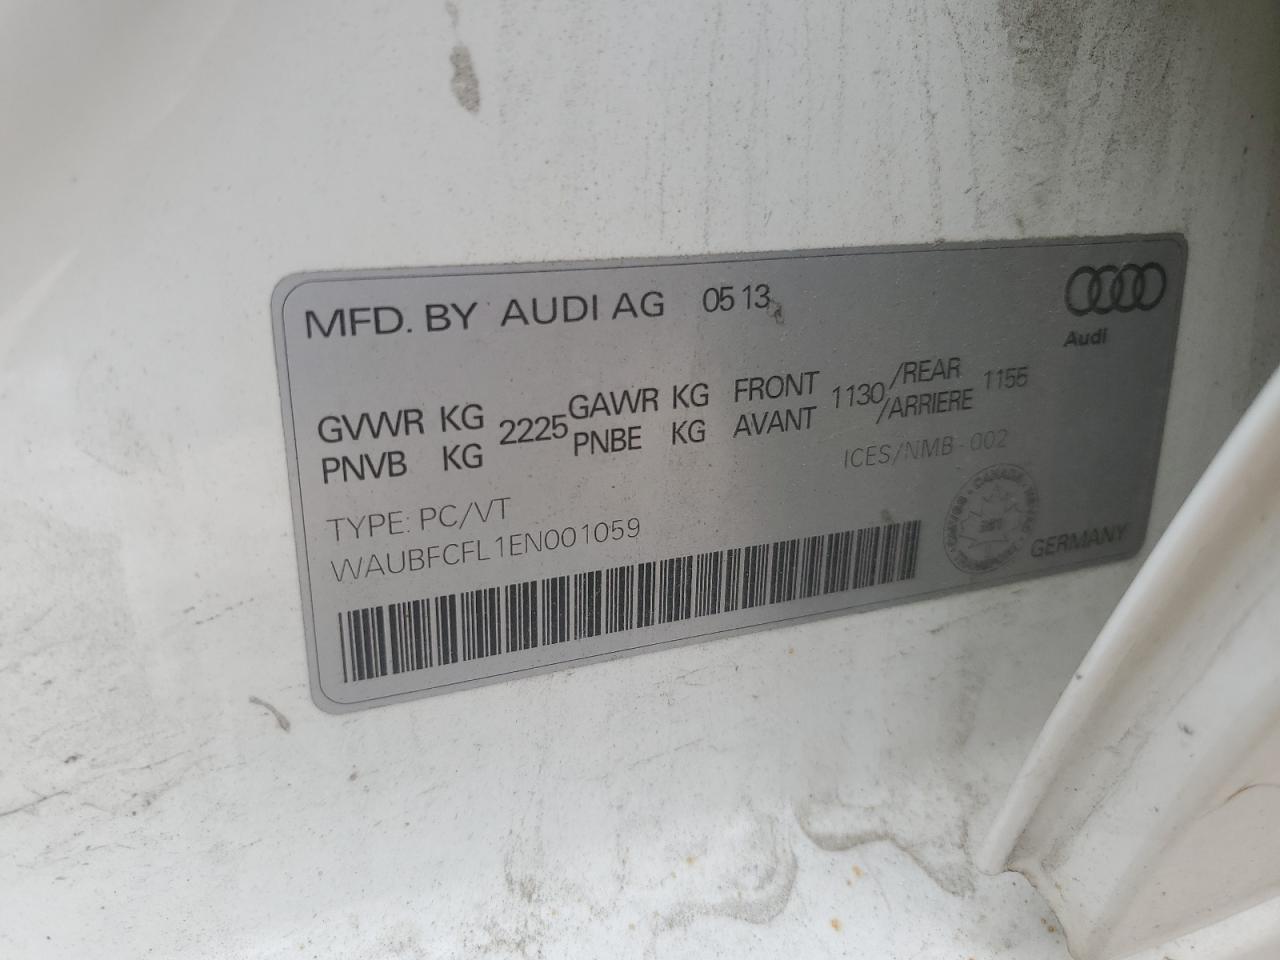 MFD. BY AUDI AG 05 13
Audi
GVWR KG 2225 GAWR KG FRONT 1130 /REAR 1155
PNVB KG PNBE KG AVANT /ARRIERE
ICES/NMB-002
TYPE: PC/VT
WAUBFCFL1EN001059
CANADA
GERMANY